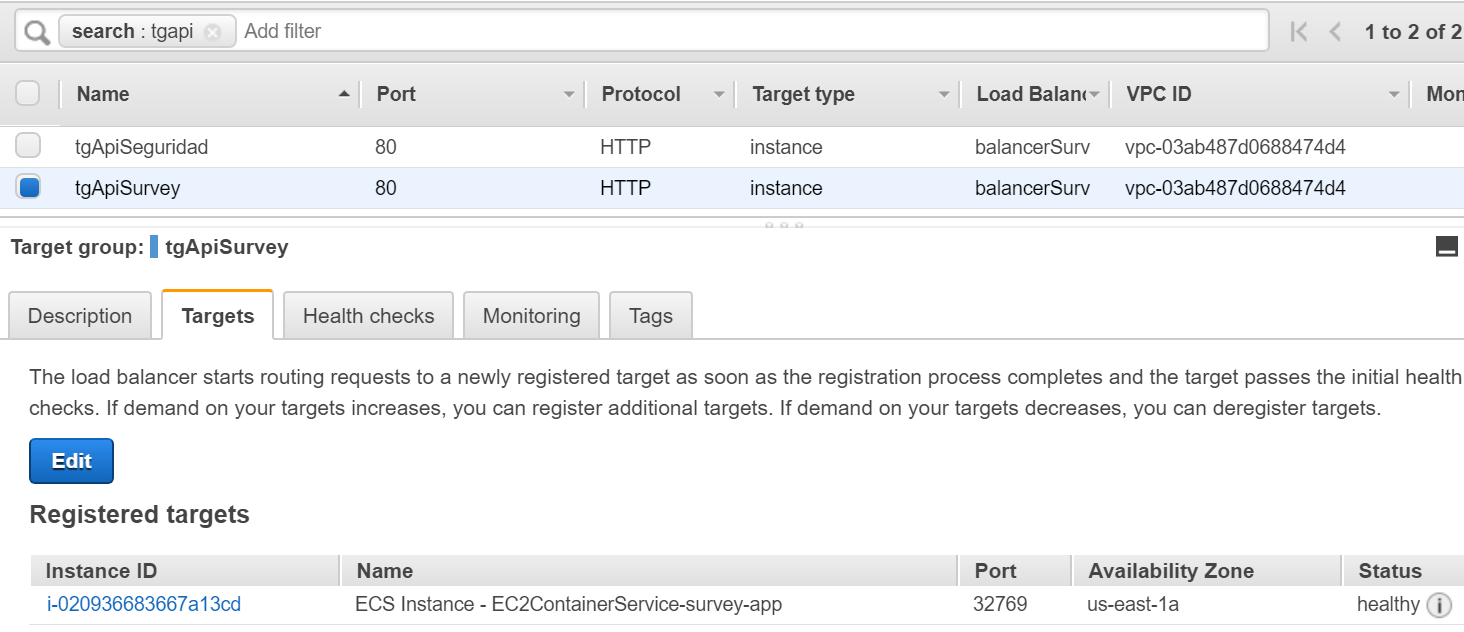 search : tgapi Add filter 1 to 2 of 2
Name Port Protocol Target type Load Balan VPC ID Mon
tgApiSeguridad 80 HTTP instance balancerSurv vpc-03ab487d0688474d4
tgApiSurvey 80 HTTP instance balancerSurv vpc-03ab487d0688474d4
Target group: tgApiSurvey
Description Targets Health checks Monitoring Tags
The load balancer starts routing requests to a newly registered target as soon as the registration process completes and the target passes the initial health
checks. If demand on your targets increases, you can register additional targets. If demand on your targets decreases, you can deregister targets.
Edit
Registered targets
Instance ID Name Port Availability Zone Status
i-020936683667a13cd ECS Instance - EC2ContainerService-survey-app 32769 us-east-1a healthy